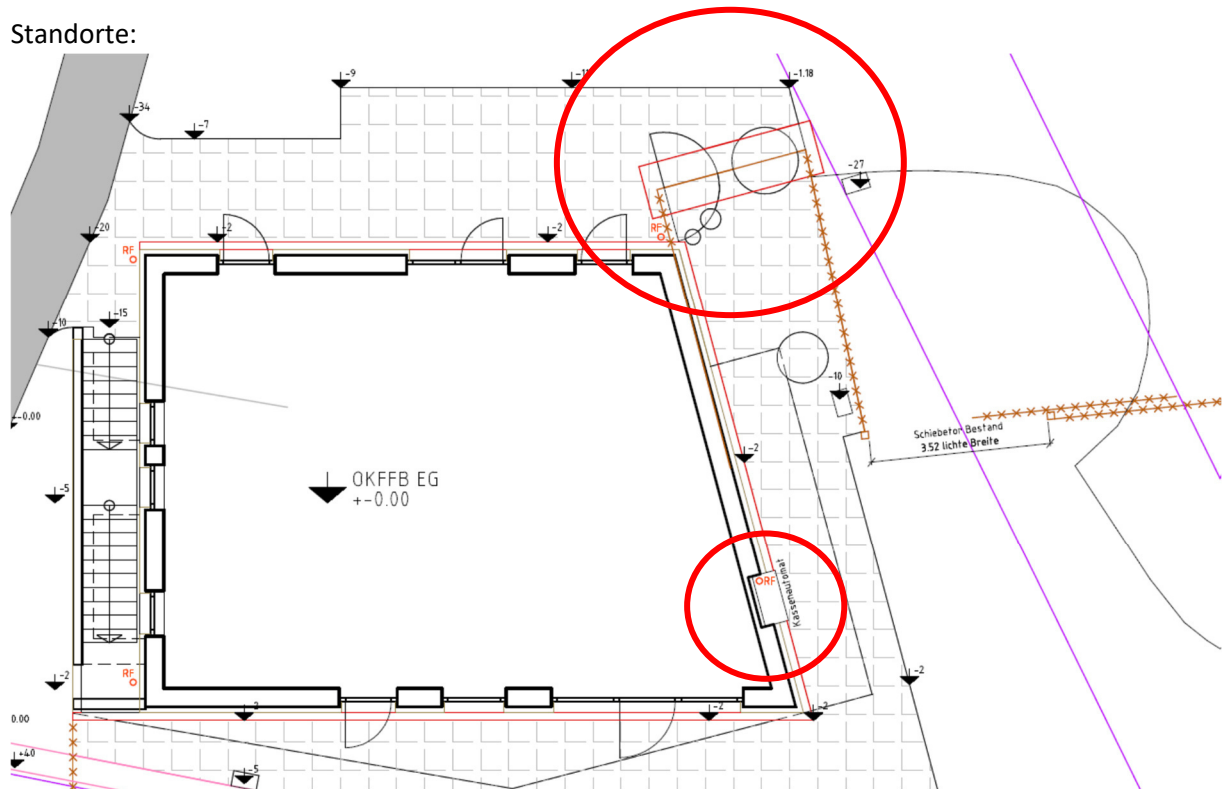 Standorte:
-9
-1.18
-34
-7
-27
-20
-2
-2
RF
RF
-15
-10
-10
-0.00
Schiebetor Bestand
3.52 lichte Breite
-2
OKFFB EG
+-0.00
-5
ORF
Kassenautomat
RF
-2
-2
-2
-2
-2
0.00
+40
-5